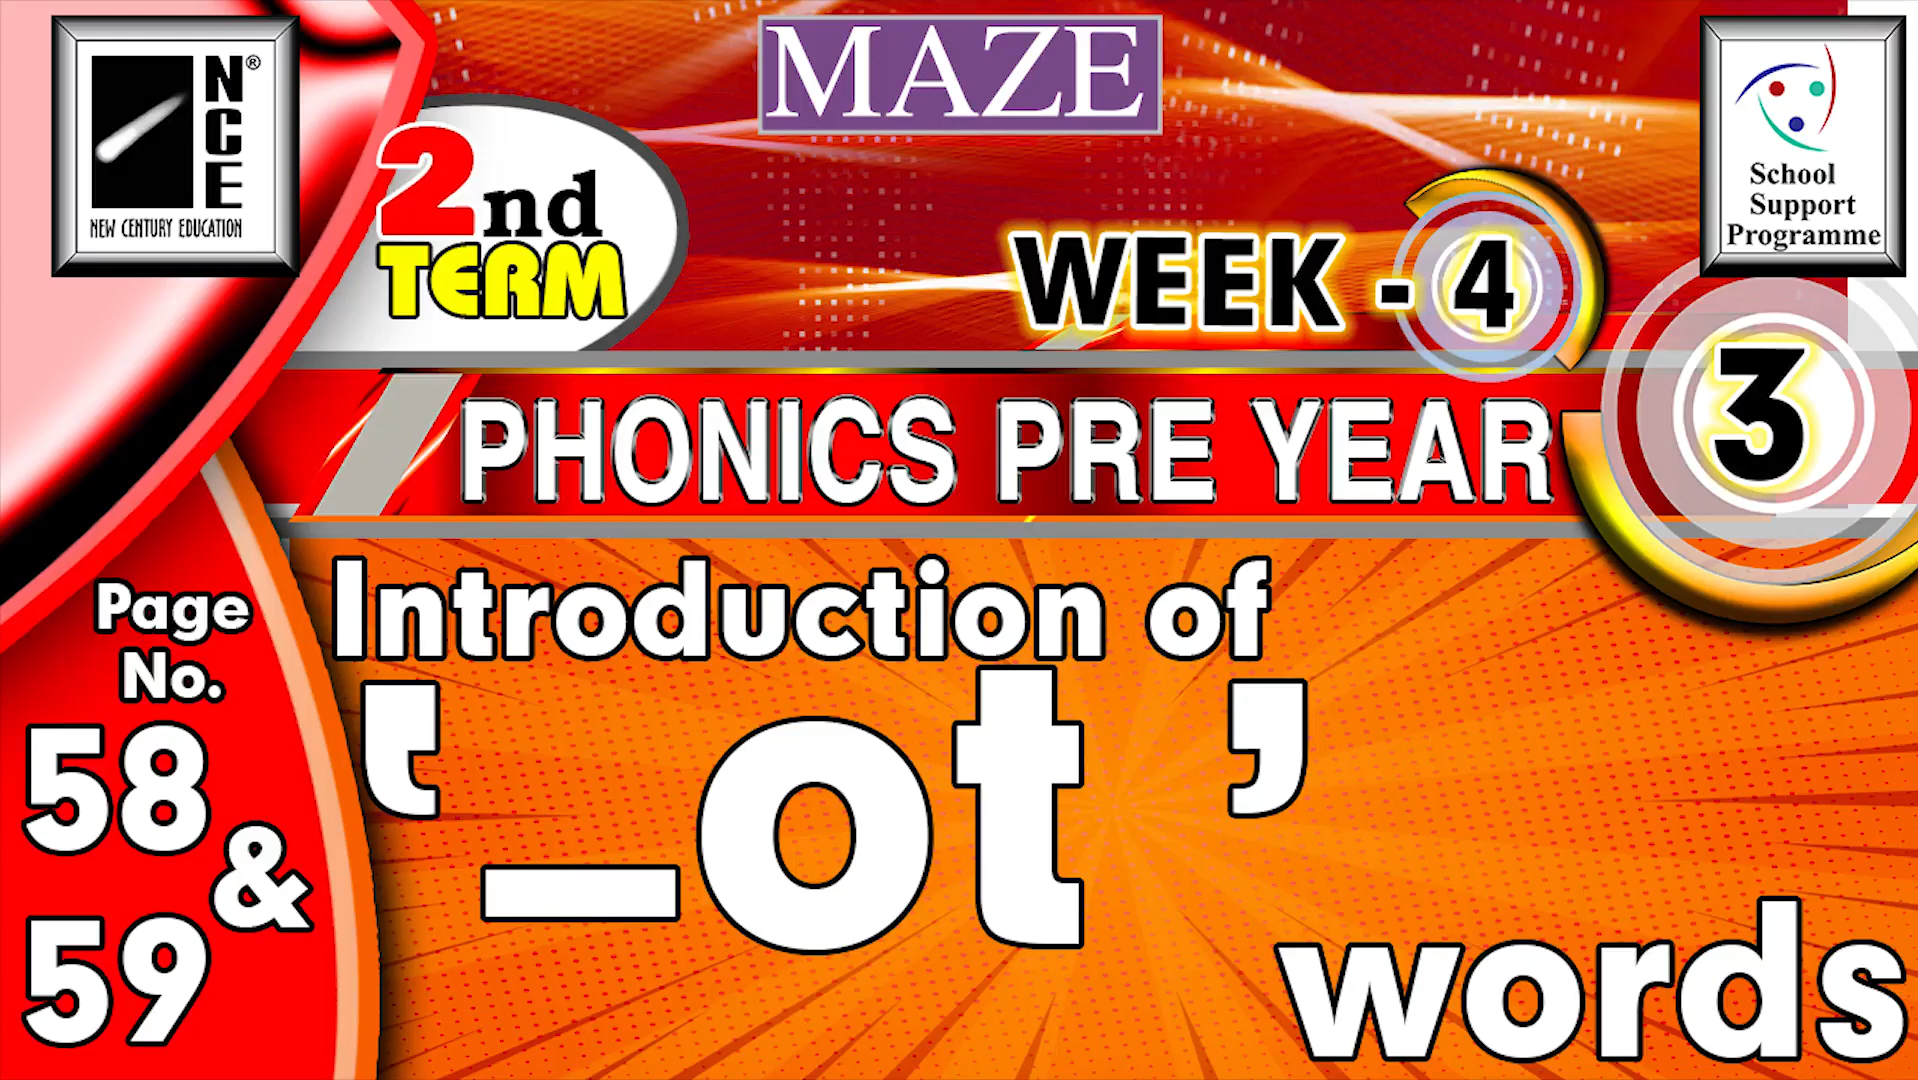 NCE®
NEW CENTURY EDUCATION
MAZE
School
Support
Programme
2nd
TERM
WEEK - 4
PHONICS PRE YEAR 3
Page
No.
58
&
59
Introduction of
‘_ot ’
words